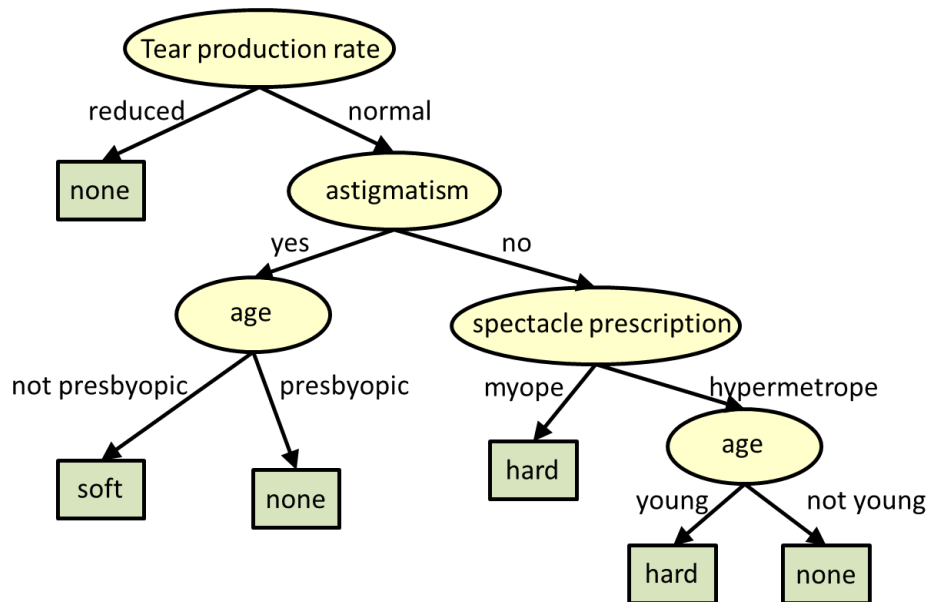 Tear production rate
reduced
normal
none
astigmatism
yes
no
age
spectacle prescription
not presbyopic
presbyopic
myope
hypermetrope
age
soft
none
hard
young
not young
hard
none